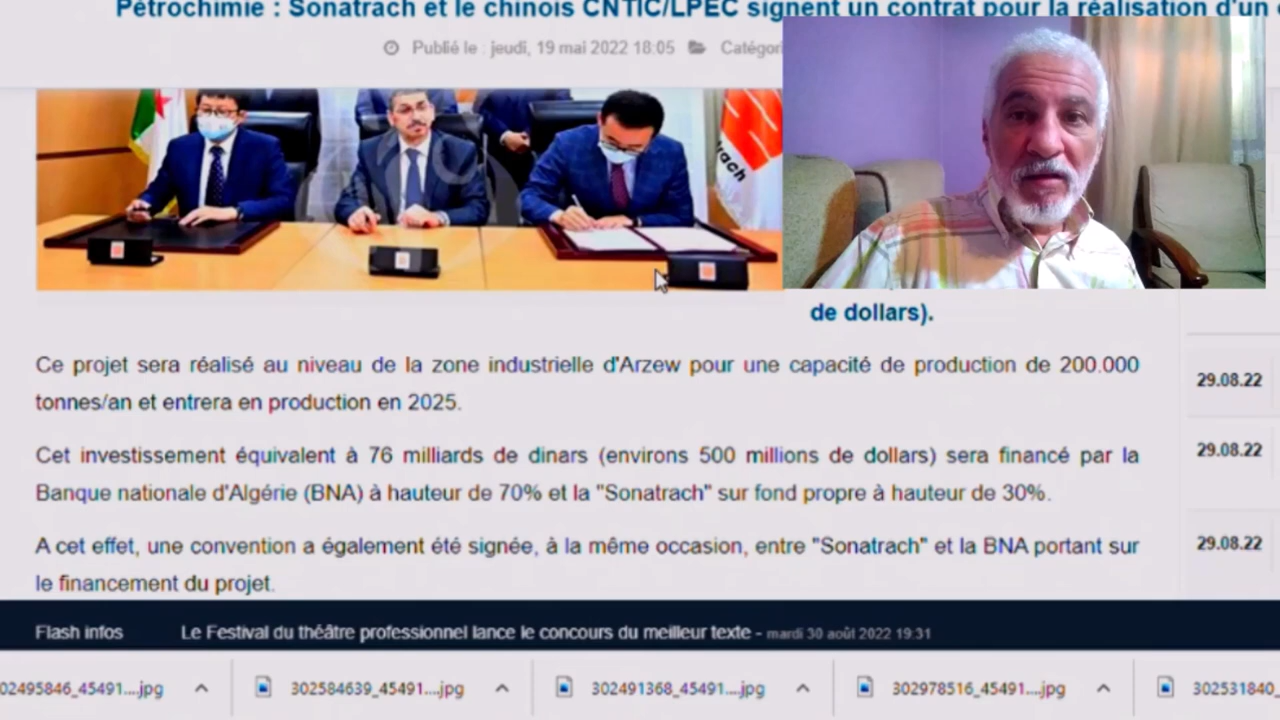 Pétrochimie : Sonatrach et le chinois CNTIC/LPEC signent un contrat pour la réalisation d'un
Publié le : jeudi, 19 mai 2022 18:05 Catégori
rach
de dollars).
Ce projet sera réalisé au niveau de la zone industrielle d'Arzew pour une capacité de production de 200.000
tonnes/an et entrera en production en 2025.
Cet investissement équivalent à 76 milliards de dinars (environs 500 millions de dollars) sera financé par la
Banque nationale d'Algérie (BNA) à hauteur de 70% et la "Sonatrach" sur fond propre à hauteur de 30%.
A cet effet, une convention a également été signée, à la même occasion, entre "Sonatrach" et la BNA portant sur
le financement du projet.
29.08.22
29.08.22
29.08.22
Flash infos Le Festival du théâtre professionnel lance le concours du meilleur texte - mardi 30 août 2022 19:31
02495846_45491....jpg 302584639_45491....jpg 302491368_45491....jpg 302978516_45491....jpg 302531840_